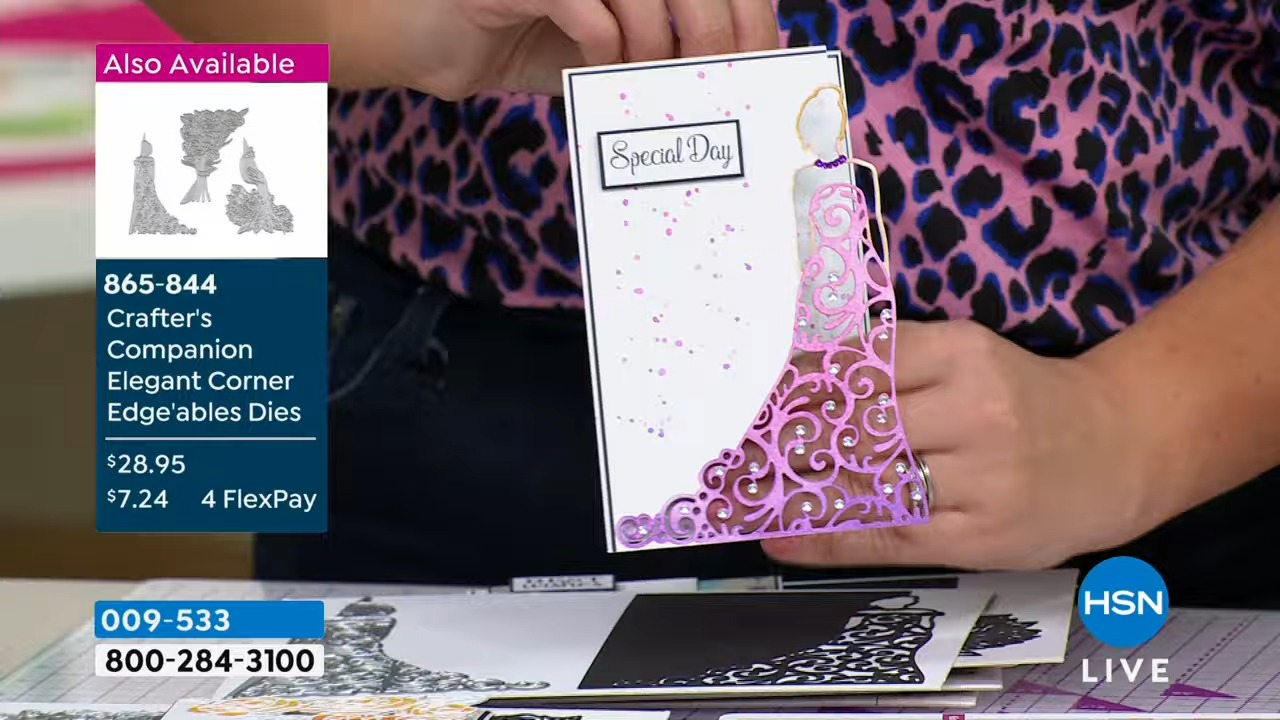 Also Available
865-844
Crafter's
Companion
Elegant Corner
Edge'ables Dies
$28.95
$7.24 4 FlexPay
Special Day
009-533
800-284-3100
HSN
LIVE